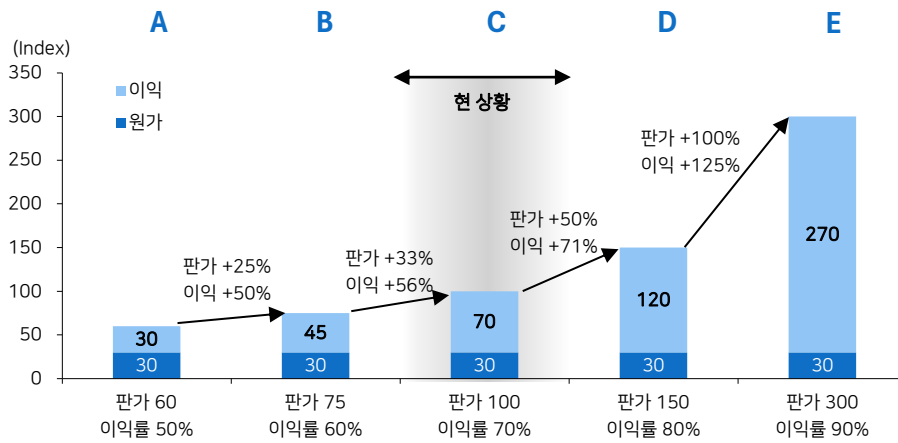 A B C D E
(Index)
350
300
250
200
150
100
50
0
이익
원가
현 상황
판가 +25%
이익 +50%
판가 +33%
이익 +56%
판가 +50%
이익 +71%
판가 +100%
이익 +125%
30
45
70
120
270
30
30
30
30
30
판가 60
이익률 50%
판가 75
이익률 60%
판가 100
이익률 70%
판가 150
이익률 80%
판가 300
이익률 90%